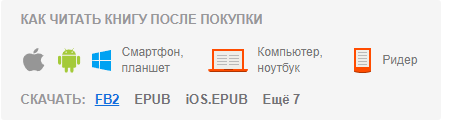 КАК ЧИТАТЬ КНИГУ ПОСЛЕ ПОКУПКИ
Смартфон,
планшет
Компьютер,
ноутбук
Ридер
СКАЧАТЬ: FB2 EPUB iOS.EPUB Ещё 7